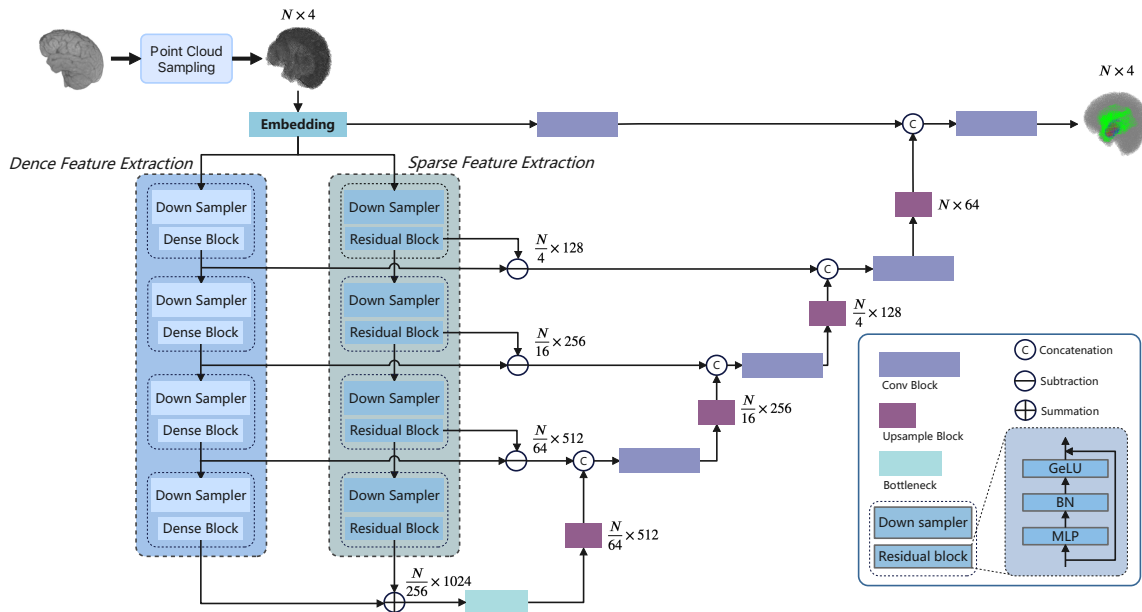 N × 4
Point Cloud
Sampling
N × 4
Embedding
C
Dence Feature Extraction
Sparse Feature Extraction
Down Sampler
Dense Block
Down Sampler
Residual Block
N/4 × 128
N × 64
C
Down Sampler
Dense Block
Down Sampler
Residual Block
N/16 × 256
N/4 × 128
C
Down Sampler
Dense Block
Down Sampler
Residual Block
N/64 × 512
N/16 × 256
C
Down Sampler
Dense Block
Down Sampler
Residual Block
N/64 × 512
N/256 × 1024
Conv Block
Upsample Block
Bottleneck
C Concatenation
Subtraction
Summation
Down sampler
Residual block
GeLU
BN
MLP